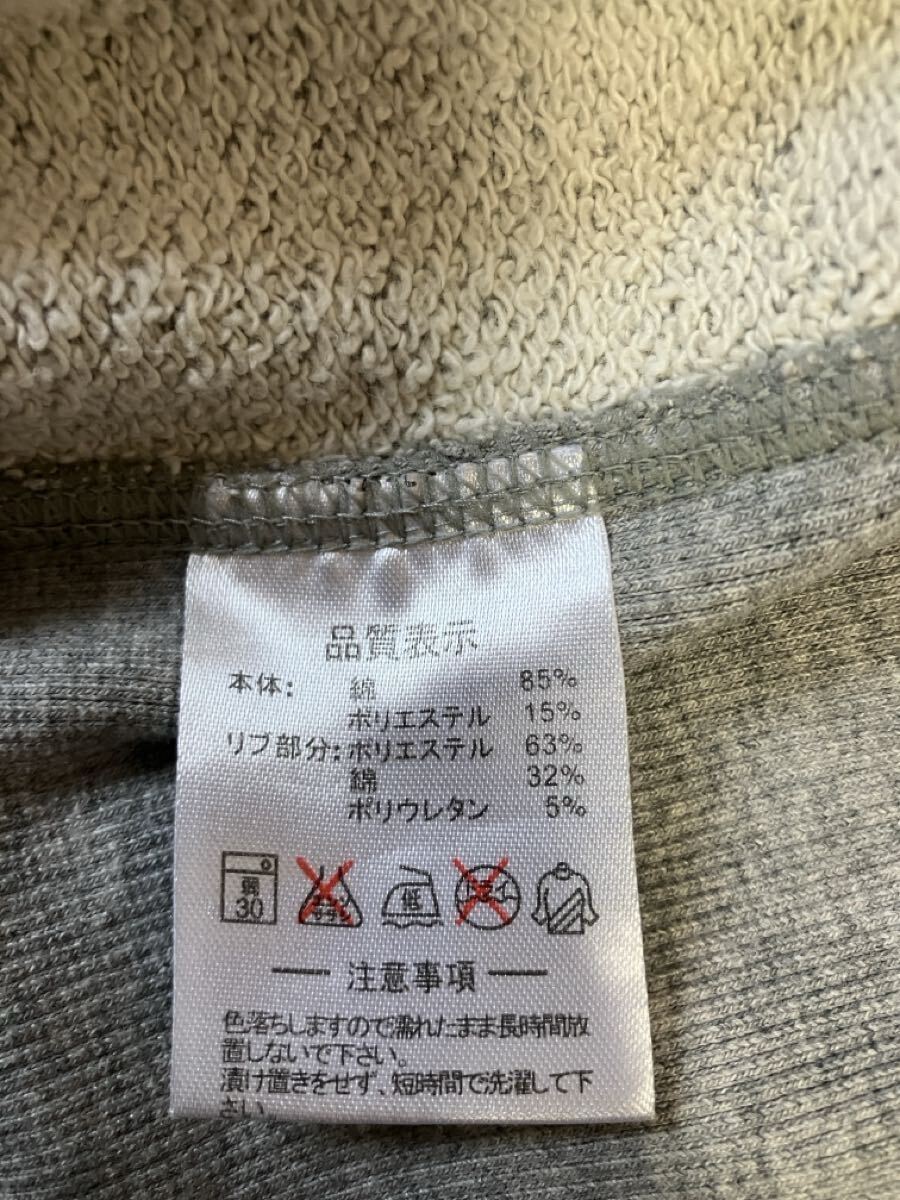 品質表示
本体: 綿 85%
ポリエステル 15%
リブ部分: ポリエステル 63%
綿 32%
ポリウレタン 5%
30 低
注意事項
色落ちしますので濡れたまま長時間放
置しないで下さい。
漬け置きをせず、短時間で洗濯して下
さい